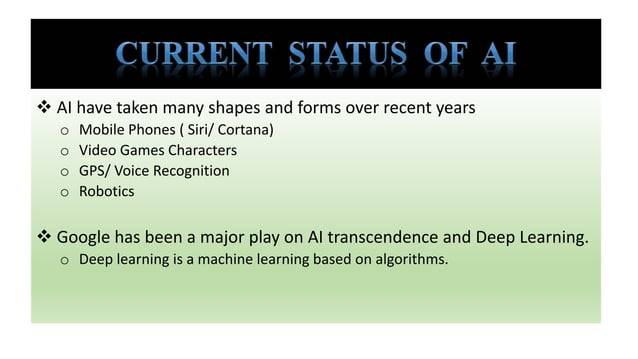 CURRENT STATUS OF AI
❖ AI have taken many shapes and forms over recent years
o Mobile Phones ( Siri/ Cortana)
o Video Games Characters
o GPS/ Voice Recognition
o Robotics
❖ Google has been a major play on AI transcendence and Deep Learning.
o Deep learning is a machine learning based on algorithms.